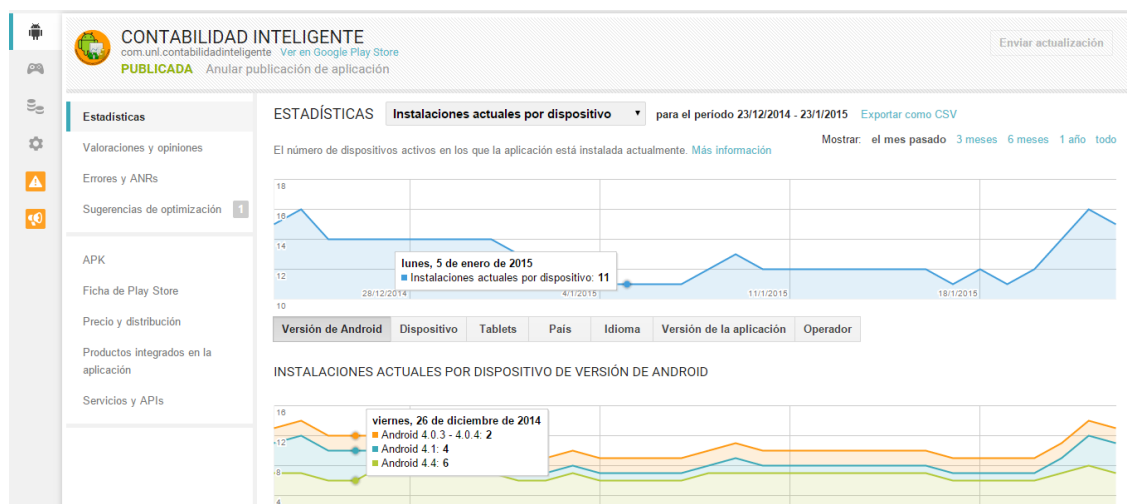 CONTABILIDAD INTELIGENTE
com.unl.contabilidadinteligente Ver en Google Play Store
PUBLICADA Anular publicación de aplicación
Enviar actualización
Estadísticas
Valoraciones y opiniones
Errores y ANRs
Sugerencias de optimización 1
APK
Ficha de Play Store
Precio y distribución
Productos integrados en la
aplicación
Servicios y APIs
ESTADÍSTICAS Instalaciones actuales por dispositivo para el período 23/12/2014 - 23/1/2015 Exportar como CSV
Mostrar: el mes pasado 3 meses 6 meses 1 año todo
El número de dispositivos activos en los que la aplicación está instalada actualmente. Más información
18
16
14
12
10
lunes, 5 de enero de 2015
Instalaciones actuales por dispositivo: 11
28/12/2014 4/1/2015 11/1/2015 18/1/2015
Versión de Android Dispositivo Tablets País Idioma Versión de la aplicación Operador
INSTALACIONES ACTUALES POR DISPOSITIVO DE VERSIÓN DE ANDROID
16
12
8
4
viernes, 26 de diciembre de 2014
Android 4.0.3 - 4.0.4: 2
Android 4.1: 4
Android 4.4: 6